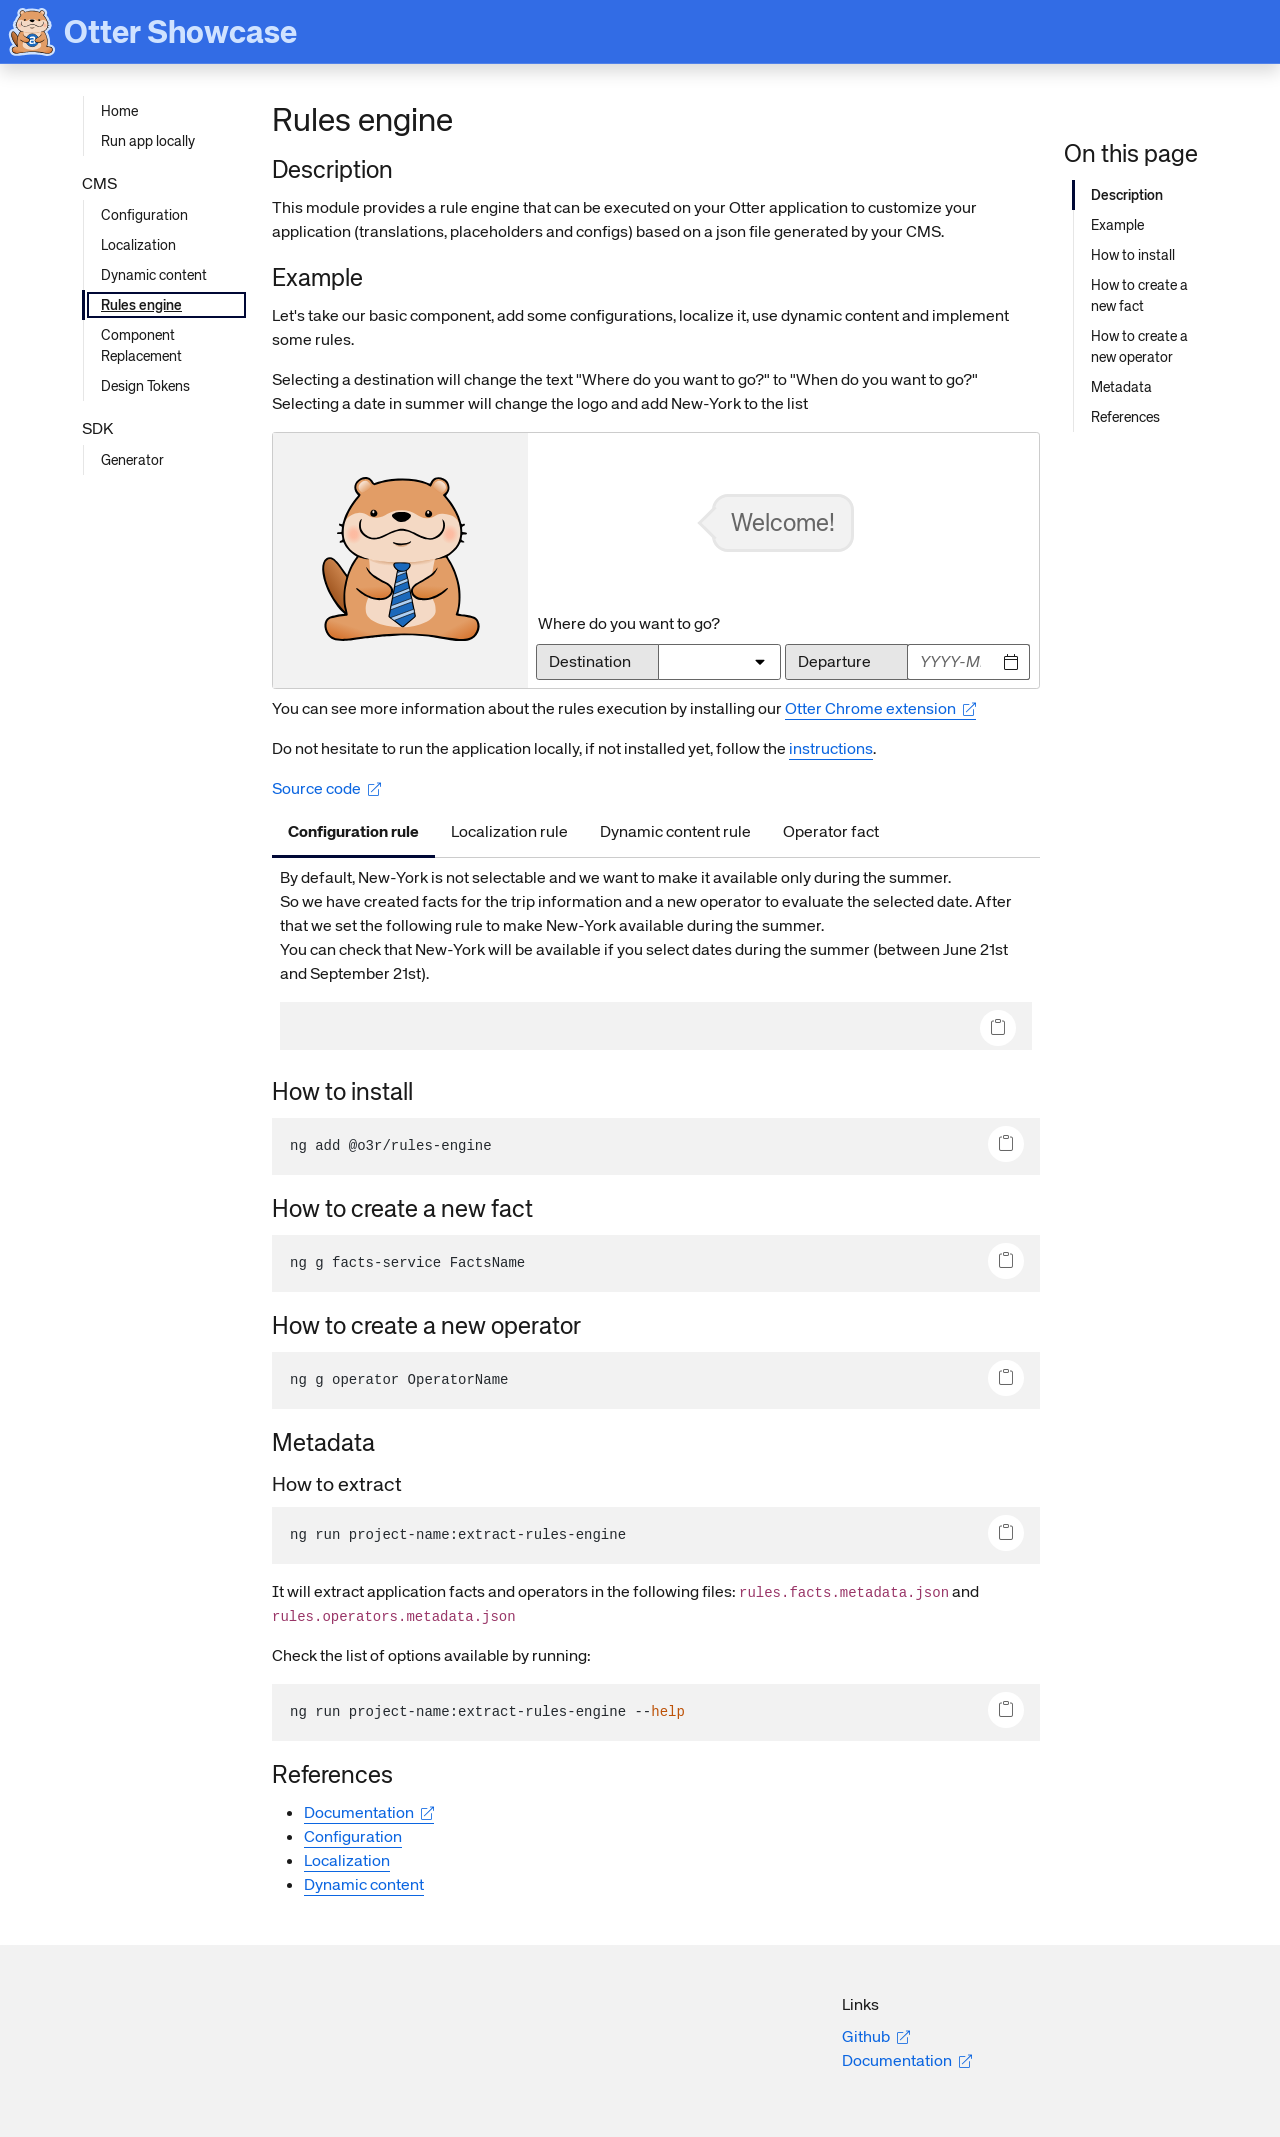 Otter Showcase
Home
Run app locally
CMS
Configuration
Localization
Dynamic content
Rules engine
Component
Replacement
Design Tokens
SDK
Generator
Rules engine
Description
This module provides a rule engine that can be executed on your Otter application to customize your
application (translations, placeholders and configs) based on a json file generated by your CMS.
Example
Let's take our basic component, add some configurations, localize it, use dynamic content and implement
some rules.
Selecting a destination will change the text "Where do you want to go?" to "When do you want to go?"
Selecting a date in summer will change the logo and add New-York to the list
Welcome!
Where do you want to go?
Destination
Departure
YYYY-M
You can see more information about the rules execution by installing our Otter Chrome extension
Do not hesitate to run the application locally, if not installed yet, follow the instructions.
Source code
Configuration rule
Localization rule
Dynamic content rule
Operator fact
By default, New-York is not selectable and we want to make it available only during the summer.
So we have created facts for the trip information and a new operator to evaluate the selected date. After
that we set the following rule to make New-York available during the summer.
You can check that New-York will be available if you select dates during the summer (between June 21st
and September 21st).
How to install
ng add @o3r/rules-engine
How to create a new fact
ng g facts-service FactsName
How to create a new operator
ng g operator OperatorName
Metadata
How to extract
ng run project-name:extract-rules-engine
It will extract application facts and operators in the following files: rules.facts.metadata.json and
rules.operators.metadata.json
Check the list of options available by running:
ng run project-name:extract-rules-engine --help
References
Documentation
Configuration
Localization
Dynamic content
On this page
Description
Example
How to install
How to create a
new fact
How to create a
new operator
Metadata
References
Links
Github
Documentation